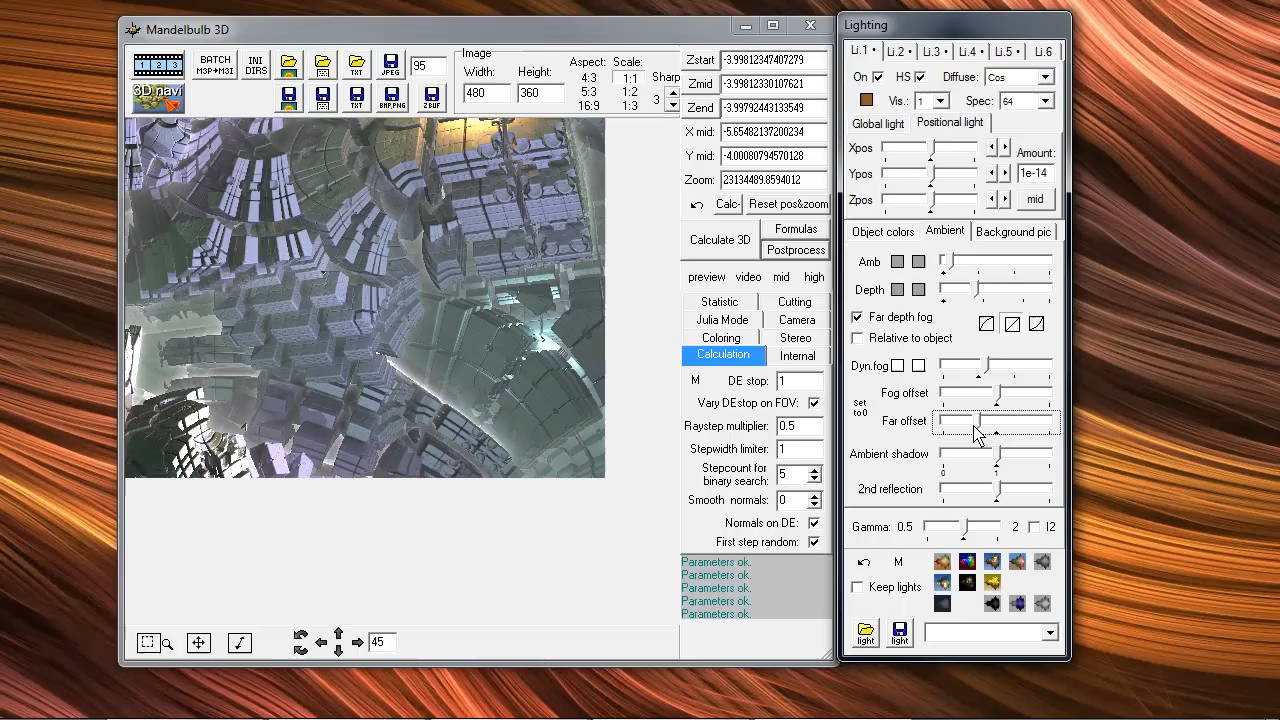 Mandelbulb 3D
1 2 3
BATCH
M3P➔M3I
INI
DIRS
TXT
JPEG
95
3D navi
TXT
BMP,PNG
ZBUF
Image
Width:
Height:
480
360
Aspect:
4:3
5:3
16:9
Scale:
1:1
1:2
1:3
Sharp
3
Zstart
-3.99812347407279
Zmid
-3.99812330107621
Zend
-3.99792443133549
X mid:
-5.65482137200234
Y mid:
-4.00080794570128
Zoom:
23134489.8594012
Calc-
Reset pos&zoom
Calculate 3D
Formulas
Postprocess
preview video mid high
Statistic
Cutting
Julia Mode
Camera
Coloring
Stereo
Calculation
Internal
M
DE stop:
1
Vary DEstop on FOV:
Raystep multiplier:
0.5
Stepwidth limiter:
1
Stepcount for
binary search:
5
Smooth normals:
0
Normals on DE:
First step random:
Parameters ok.
Parameters ok.
Parameters ok.
Parameters ok.
Parameters ok.
45
Lighting
Li.1 • Li.2 • Li.3 • Li.4 • Li.5 • Li.6
On
HS
Diffuse:
Cos
Vis.:
1
Spec:
64
Global light
Positional light
Xpos
Ypos
Zpos
Amount:
1e-14
mid
Object colors
Ambient
Background pic
Amb
Depth
Far depth fog
Relative to object
Dyn.fog
Fog offset
set
to0
Far offset
Ambient shadow
0
1
2nd reflection
Gamma: 0.5
2
I2
M
Keep lights
light
light